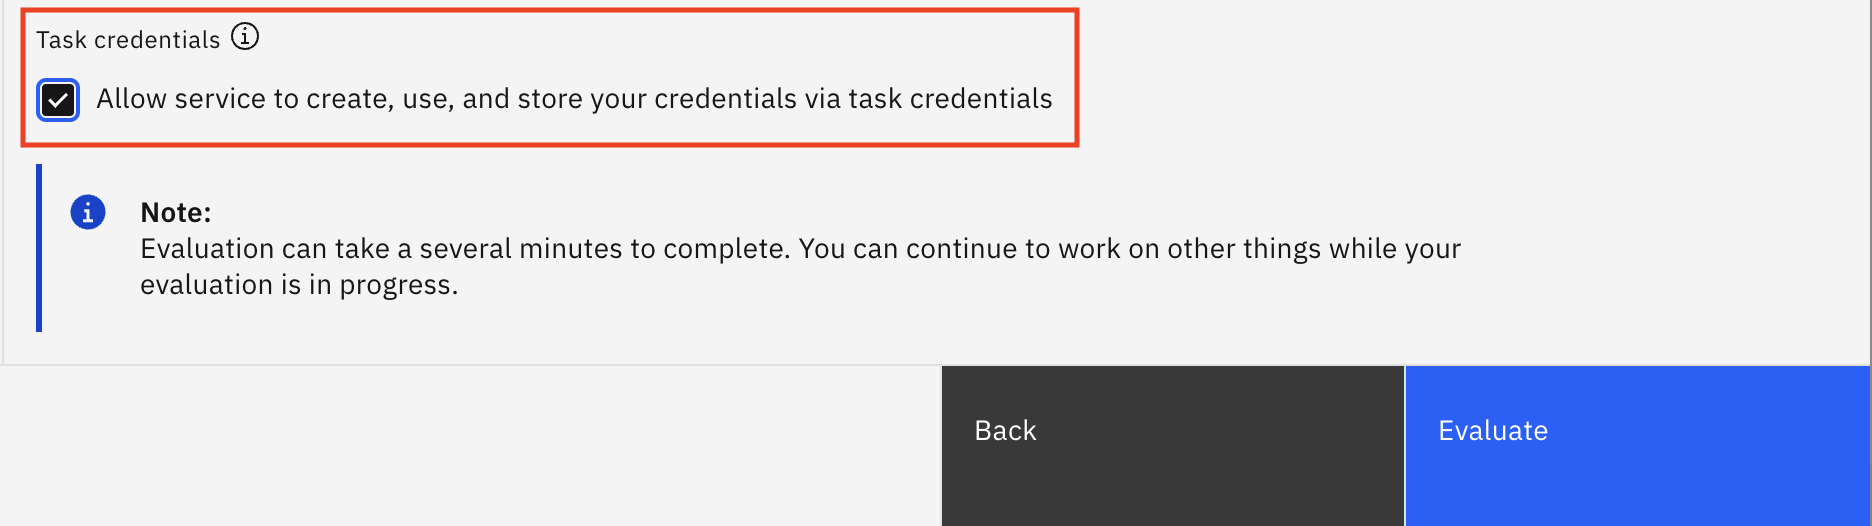 Task credentials
Allow service to create, use, and store your credentials via task credentials
Note:
Evaluation can take a several minutes to complete. You can continue to work on other things while your
evaluation is in progress.
Back
Evaluate